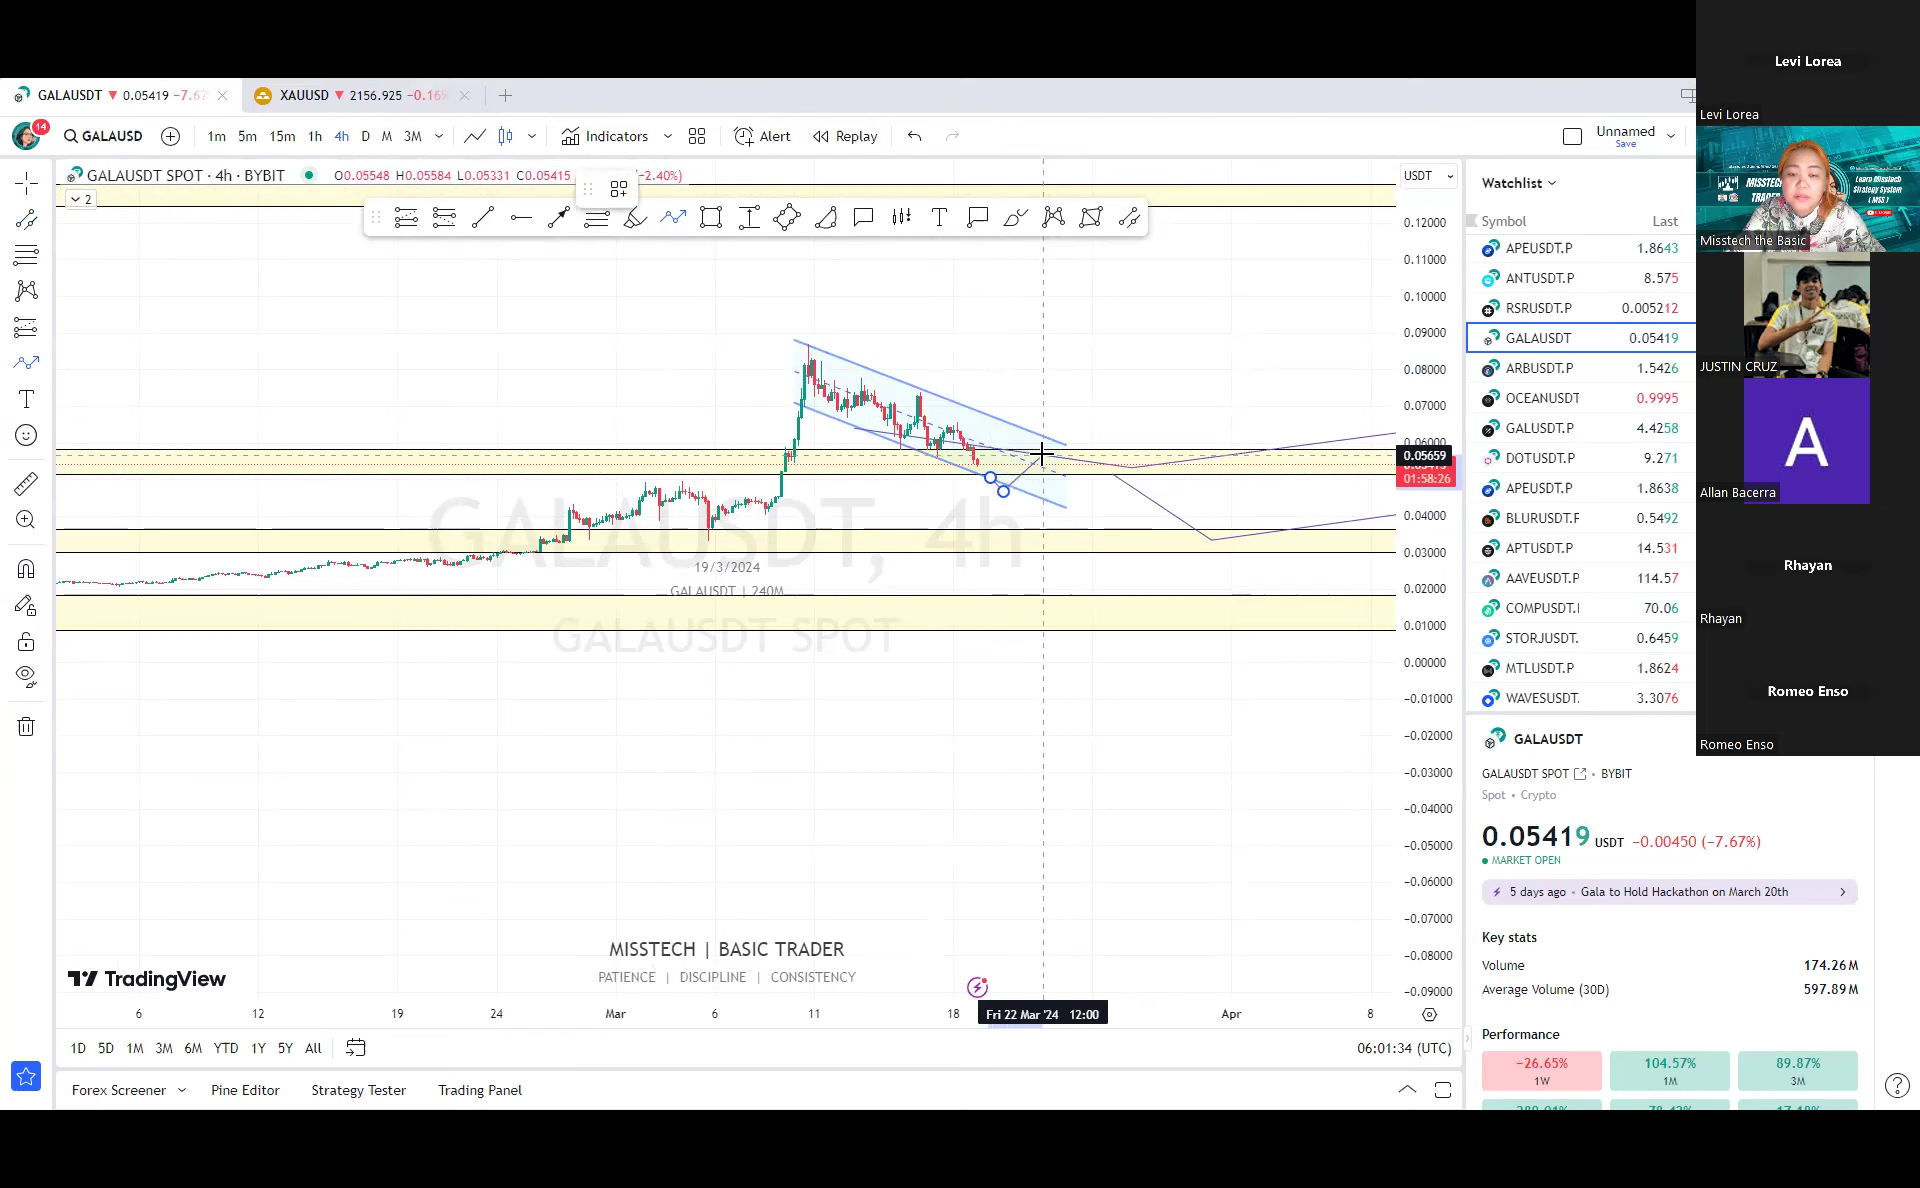 Levi Lorea
Levi Lorea
GALAUSDT 0.05419 −7.67
XAUUSD 2156.925 −0.16%
14
GALAUSD
1m 5m 15m 1h 4h D M 3M
Indicators
Alert
Replay
Unnamed
Save
GALAUSDT SPOT · 4h · BYBIT O0.05548 H0.05584 L0.05331 C0.05415 −2.40%)
2
USDT
0.12000
0.11000
0.10000
0.09000
0.08000
0.07000
0.06000
0.05659
01:58:26
0.04000
0.03000
0.02000
0.01000
0.00000
−0.01000
−0.02000
−0.03000
−0.04000
−0.05000
−0.06000
−0.07000
−0.08000
−0.09000
GALAUSDT, 4h
19/3/2024
GALAUSDT | 240M
GALAUSDT SPOT
MISSTECH | BASIC TRADER
PATIENCE | DISCIPLINE | CONSISTENCY
TradingView
6 12 19 24 Mar 6 11 18 Fri 22 Mar '24 12:00 Apr 8
1D 5D 1M 3M 6M YTD 1Y 5Y All
06:01:34 (UTC)
Forex Screener Pine Editor Strategy Tester Trading Panel
Watchlist
Symbol Last
APEUSDT.P 1.8643
ANTUSDT.P 8.575
RSRUSDT.P 0.005212
GALAUSDT 0.05419
ARBUSDT.P 1.5426
OCEANUSDT 0.9995
GALUSDT.P 4.4258
DOTUSDT.P 9.271
APEUSDT.P 1.8638
BLURUSDT.F 0.5492
APTUSDT.P 14.531
AAVEUSDT.P 114.57
COMPUSDT.I 70.06
STORJUSDT. 0.6459
MTLUSDT.P 1.8624
WAVESUSDT. 3.3076
GALAUSDT
GALAUSDT SPOT · BYBIT
Spot · Crypto
0.05419 USDT −0.00450 (−7.67%)
MARKET OPEN
5 days ago · Gala to Hold Hackathon on March 20th
Key stats
Volume 174.26M
Average Volume (30D) 597.89M
Performance
−26.65% 104.57% 89.87%
1W 1M 3M
MISSTECH
Learn Misstech
Strategy System
( MSS )
Misstech the Basic
JUSTIN CRUZ
A
Allan Bacerra
Rhayan
Rhayan
Romeo Enso
Romeo Enso